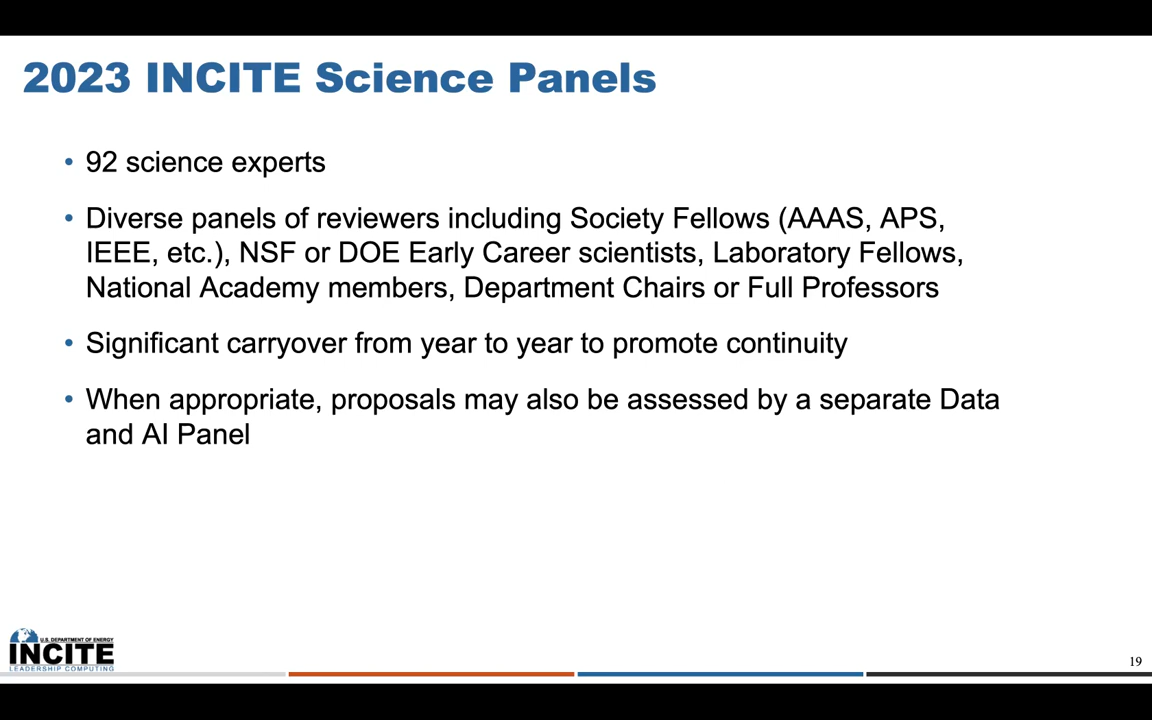 2023 INCITE Science Panels
• 92 science experts
• Diverse panels of reviewers including Society Fellows (AAAS, APS,
IEEE, etc.), NSF or DOE Early Career scientists, Laboratory Fellows,
National Academy members, Department Chairs or Full Professors
• Significant carryover from year to year to promote continuity
• When appropriate, proposals may also be assessed by a separate Data
and AI Panel
U.S. DEPARTMENT OF ENERGY
INCITE
LEADERSHIP COMPUTING
19